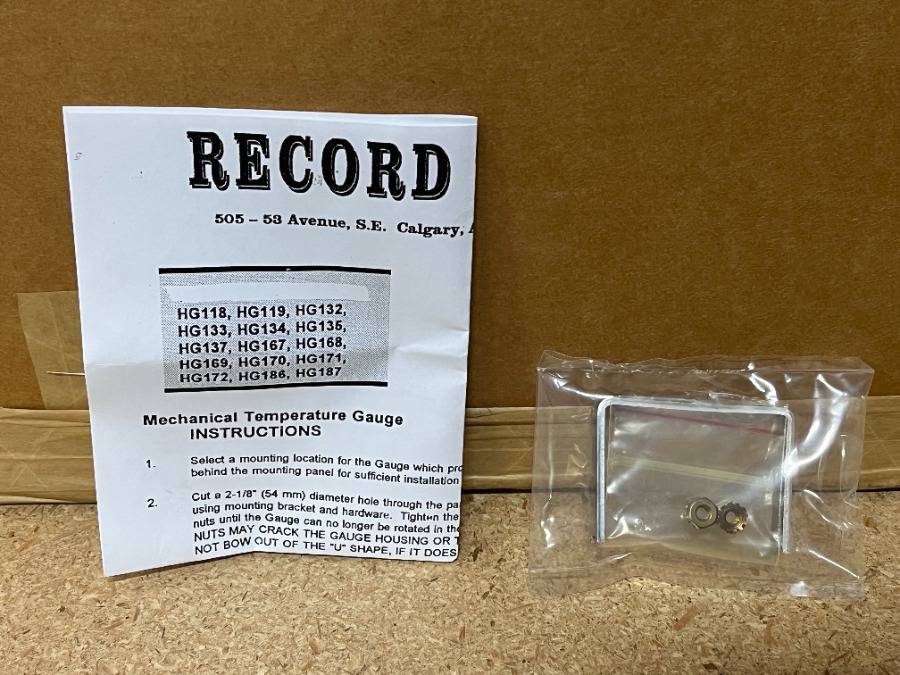 RECORD
505 – 53 Avenue, S.E. Calgary,
HG118, HG119, HG132,
HG133, HG134, HG135,
HG137, HG167, HG168,
HG169, HG170, HG171,
HG172, HG186, HG187
Mechanical Temperature Gauge
INSTRUCTIONS
1. Select a mounting location for the Gauge which
behind the mounting panel for sufficient installation
2. Cut a 2-1/8" (54 mm) diameter hole through the
using mounting bracket and hardware. Tighten the
nuts until the Gauge can no longer be rotated in the
NUTS MAY CRACK THE GAUGE HOUSING OR
NOT BOW OUT OF THE "U" SHAPE, IF IT DOES